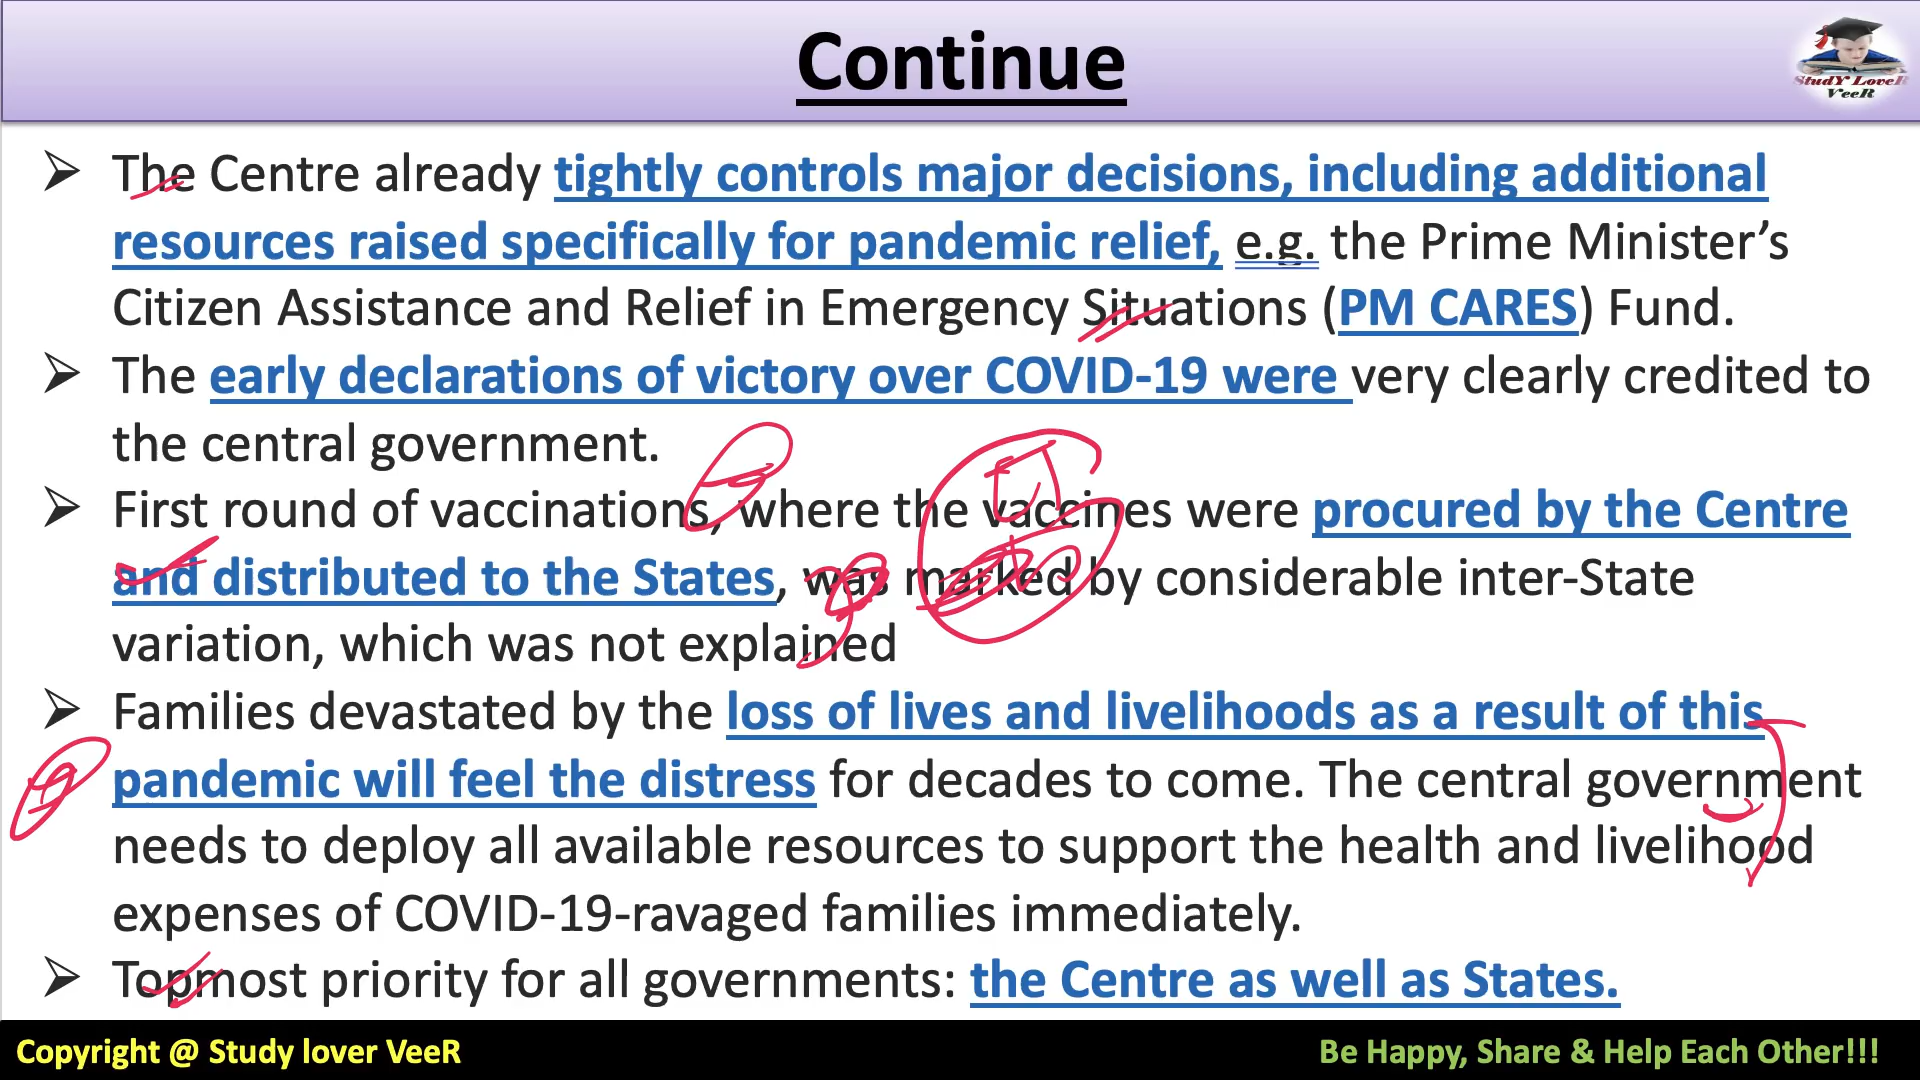 Continue
StudY LoveR
VeeR
➢ The Centre already tightly controls major decisions, including additional
resources raised specifically for pandemic relief, e.g. the Prime Minister’s
Citizen Assistance and Relief in Emergency Situations (PM CARES) Fund.
➢ The early declarations of victory over COVID-19 were very clearly credited to
the central government.
➢ First round of vaccinations, where the vaccines were procured by the Centre
and distributed to the States, was marked by considerable inter-State
variation, which was not explained
➢ Families devastated by the loss of lives and livelihoods as a result of this
pandemic will feel the distress for decades to come. The central government
needs to deploy all available resources to support the health and livelihood
expenses of COVID-19-ravaged families immediately.
➢ Topmost priority for all governments: the Centre as well as States.
Copyright @ Study lover VeeR
Be Happy, Share & Help Each Other!!!